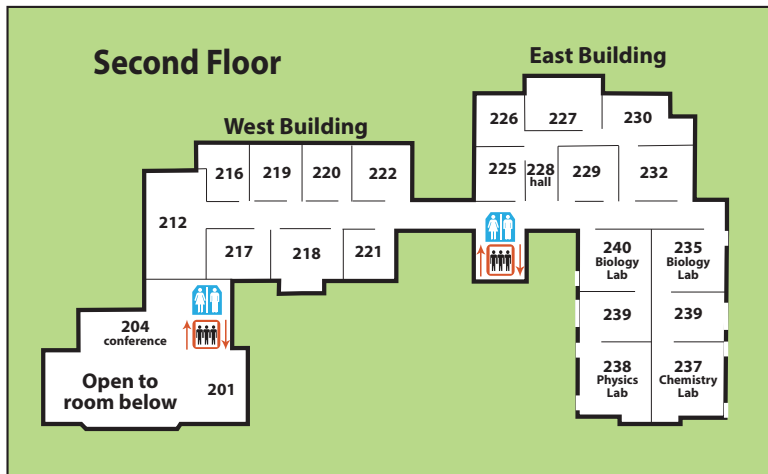 Second Floor
East Building
West Building
226
227
230
225
228
hall
229
232
216
219
220
222
212
217
218
221
240
Biology
Lab
235
Biology
Lab
239
239
238
Physics
Lab
237
Chemistry
Lab
204
conference
Open to
room below
201